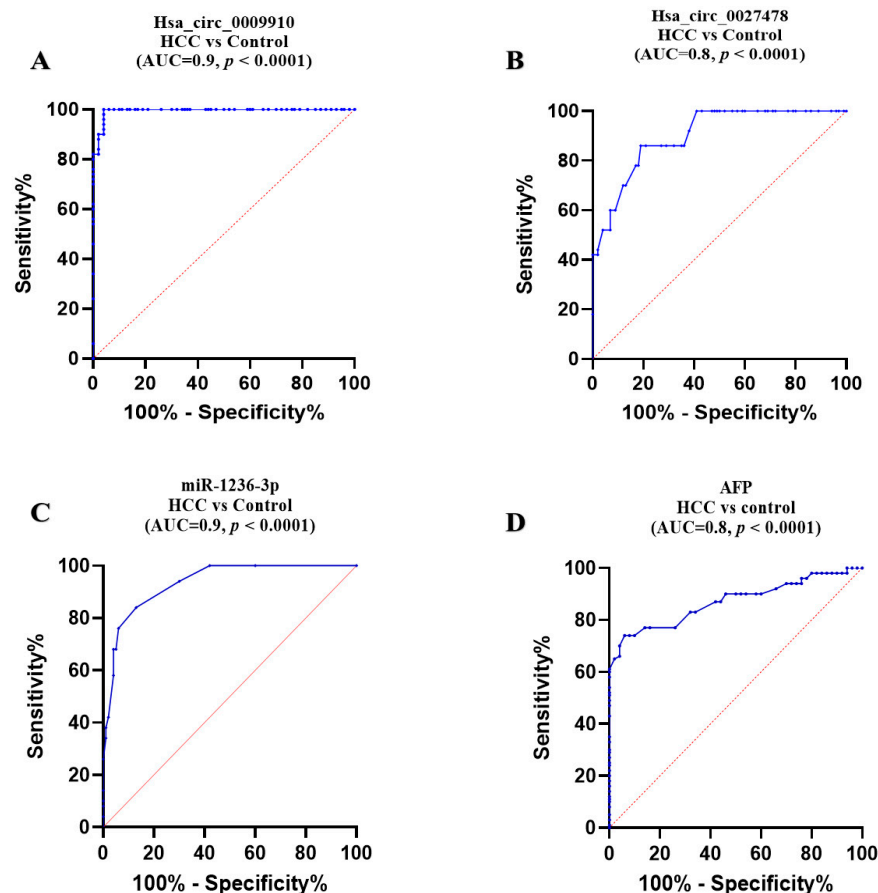 A
Hsa_circ_0009910
HCC vs Control
(AUC=0.9, p < 0.0001)
100
80
60
40
20
0
Sensitivity%
0 20 40 60 80 100
100% - Specificity%
B
Hsa_circ_0027478
HCC vs Control
(AUC=0.8, p < 0.0001)
100
80
60
40
20
0
Sensitivity%
0 20 40 60 80 100
100% - Specificity%
C
miR-1236-3p
HCC vs Control
(AUC=0.9, p < 0.0001)
100
80
60
40
20
0
Sensitivity%
0 20 40 60 80 100
100% - Specificity%
D
AFP
HCC vs control
(AUC=0.8, p < 0.0001)
100
80
60
40
20
0
Sensitivity%
0 20 40 60 80 100
100% - Specificity%